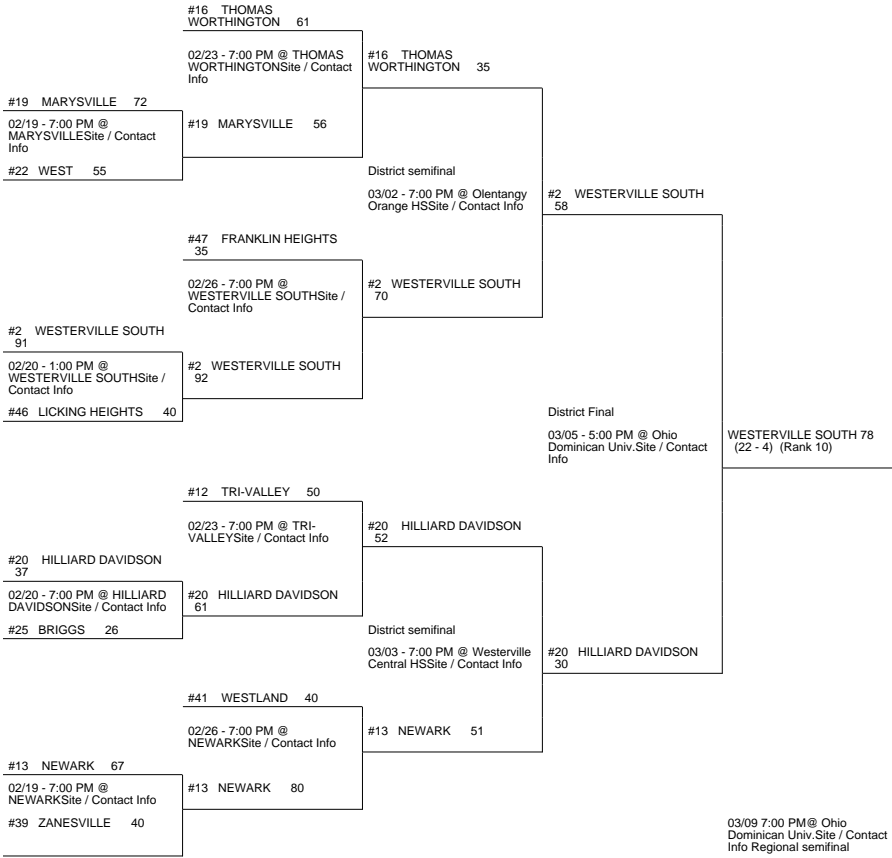 #16 THOMAS
WORTHINGTON 61
02/23 - 7:00 PM @ THOMAS
WORTHINGTONSite / Contact
Info
#16 THOMAS
WORTHINGTON 35
#19 MARYSVILLE 72
02/19 - 7:00 PM @
MARYSVILLESite / Contact
Info
#19 MARYSVILLE 56
#22 WEST 55
District semifinal
03/02 - 7:00 PM @ Olentangy
Orange HSSite / Contact Info
#2 WESTERVILLE SOUTH
58
#47 FRANKLIN HEIGHTS
35
02/26 - 7:00 PM @
WESTERVILLE SOUTHSite /
Contact Info
#2 WESTERVILLE SOUTH
70
#2 WESTERVILLE SOUTH
91
02/20 - 1:00 PM @
WESTERVILLE SOUTHSite /
Contact Info
#2 WESTERVILLE SOUTH
92
#46 LICKING HEIGHTS 40
District Final
03/05 - 5:00 PM @ Ohio
Dominican Univ.Site / Contact
Info
WESTERVILLE SOUTH 78
(22 - 4) (Rank 10)
#12 TRI-VALLEY 50
02/23 - 7:00 PM @ TRI-
VALLEYSite / Contact Info
#20 HILLIARD DAVIDSON
52
#20 HILLIARD DAVIDSON
37
02/20 - 7:00 PM @ HILLIARD
DAVIDSONSite / Contact Info
#20 HILLIARD DAVIDSON
61
#25 BRIGGS 26
District semifinal
03/03 - 7:00 PM @ Westerville
Central HSSite / Contact Info
#20 HILLIARD DAVIDSON
30
#41 WESTLAND 40
02/26 - 7:00 PM @
NEWARKSite / Contact Info
#13 NEWARK 51
#13 NEWARK 67
02/19 - 7:00 PM @
NEWARKSite / Contact Info
#13 NEWARK 80
#39 ZANESVILLE 40
03/09 7:00 PM@ Ohio
Dominican Univ.Site / Contact
Info Regional semifinal